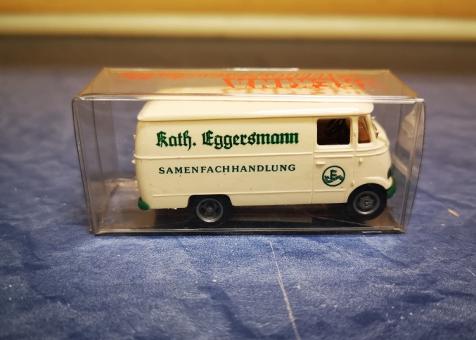 Kath. Eggersmann
SAMENFACHHANDLUNG
E